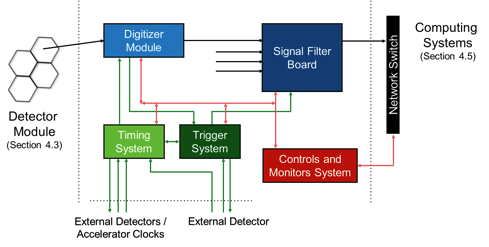 Digitizer
Module
Signal Filter
Board
Network Switch
Computing
Systems
(Section 4.5)
Detector
Module
(Section 4.3)
Timing
System
Trigger
System
Controls and
Monitors System
External Detectors /
Accelerator Clocks
External Detector